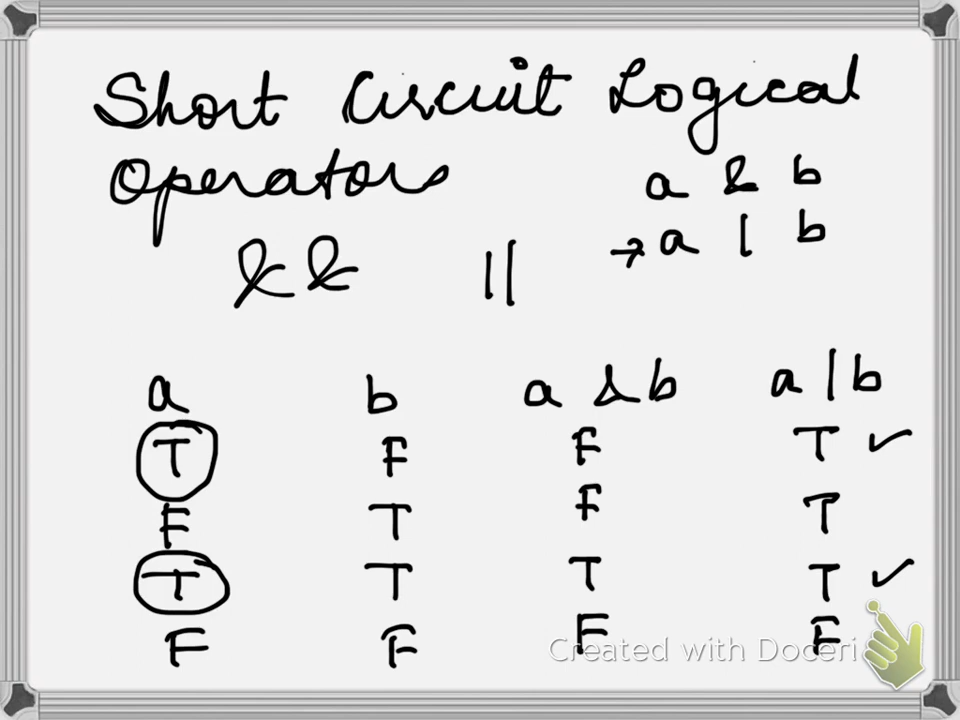 Short Circuit Logical
Operators
a & b
→ a | b
&& ||
a b a & b a | b
T F F T ✓
F T F T
T T T T ✓
F F F F
Created with Doceri